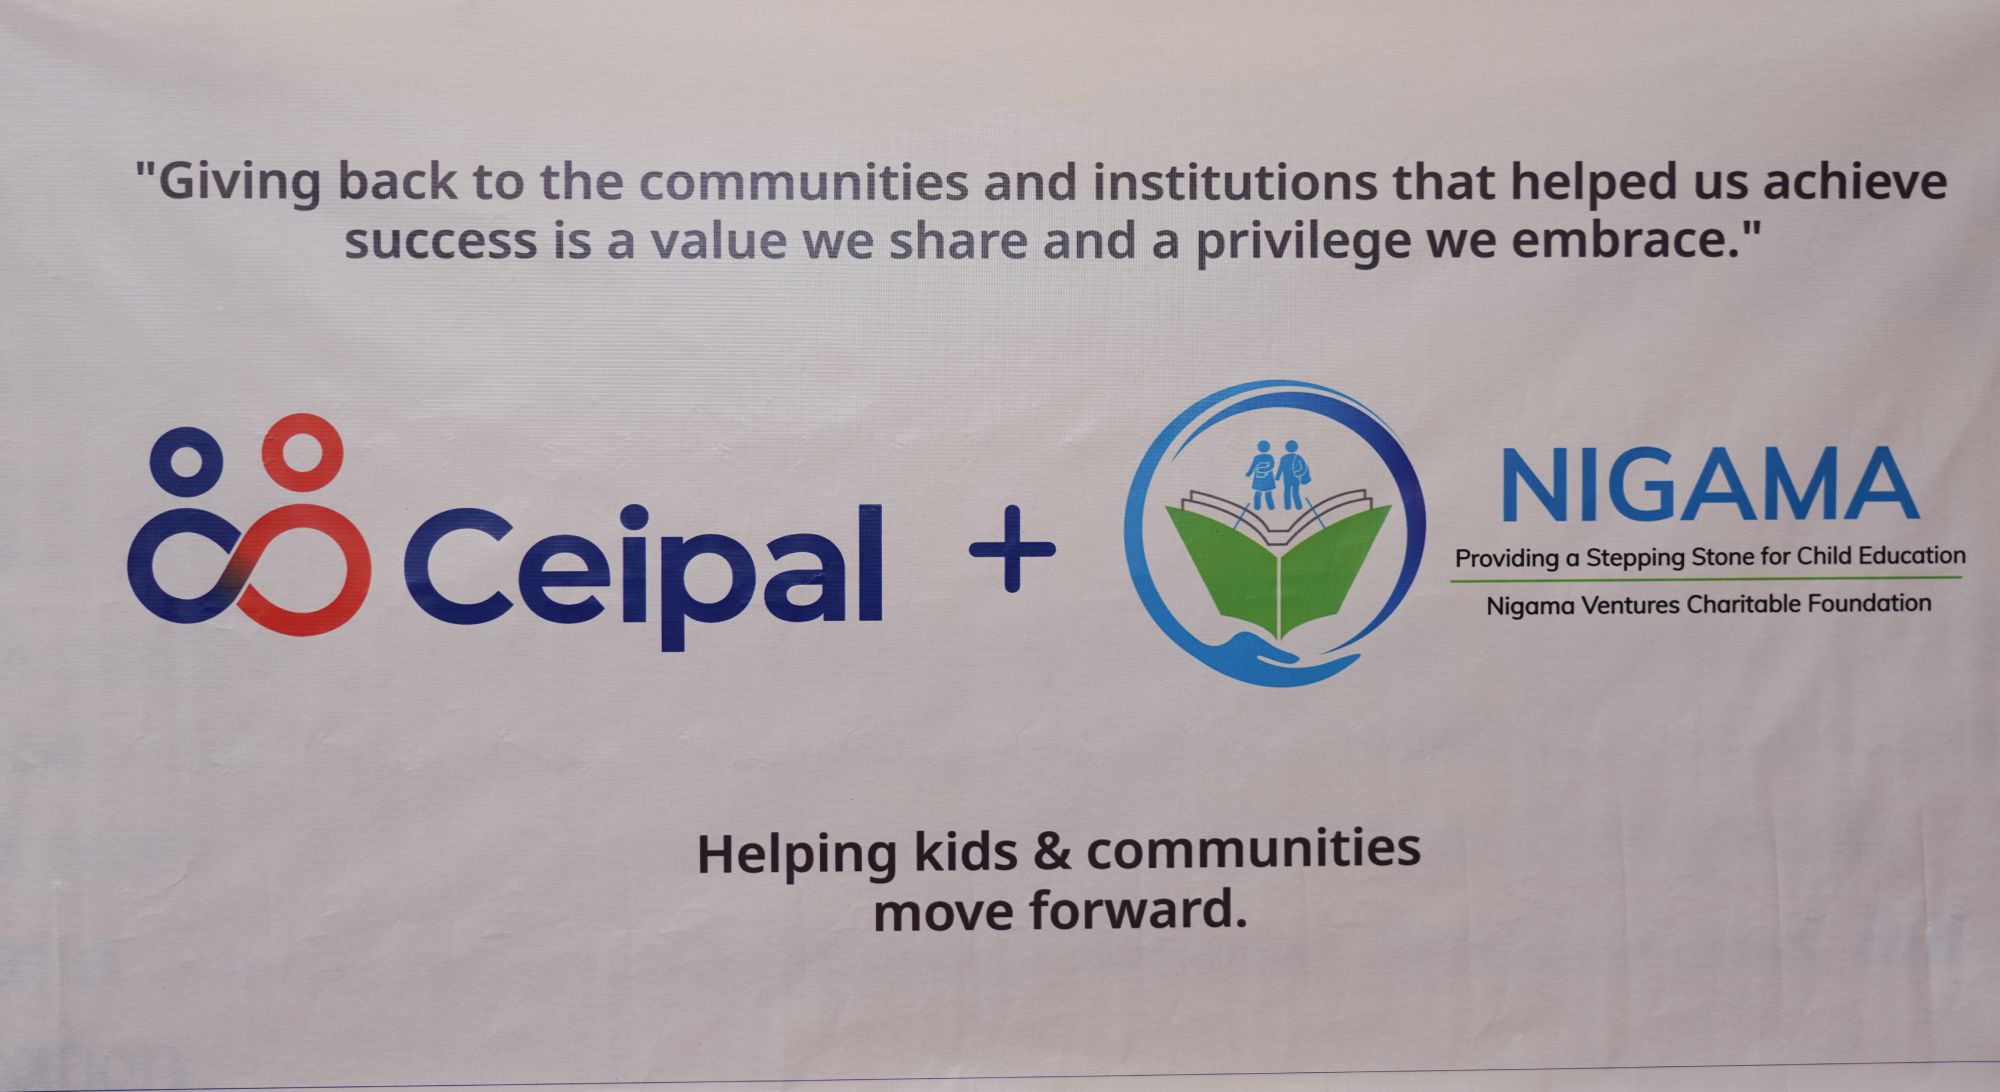 "Giving back to the communities and institutions that helped us achieve
success is a value we share and a privilege we embrace."
Ceipal + NIGAMA
Providing a Stepping Stone for Child Education
Nigama Ventures Charitable Foundation
Helping kids & communities
move forward.